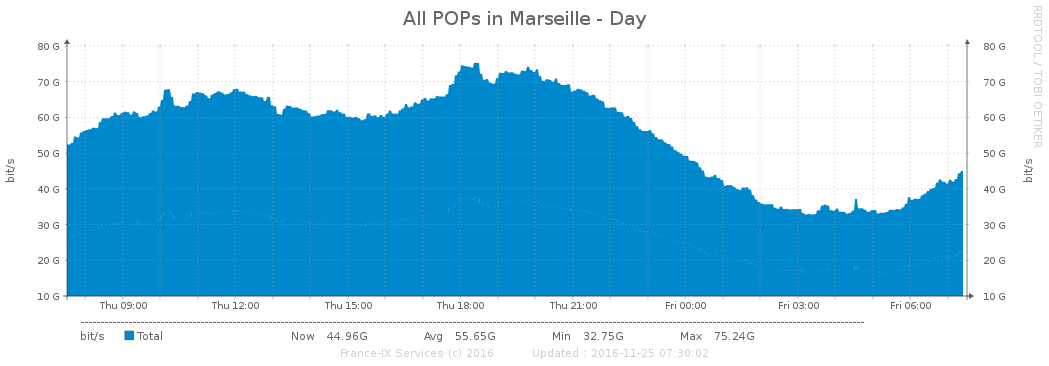 All POPs in Marseille - Day
RRDTOOL / TOBI OETIKER
bit/s
80 G 80 G
70 G 70 G
60 G 60 G
50 G 50 G
40 G 40 G
30 G 30 G
20 G 20 G
10 G 10 G
bit/s
Thu 09:00 Thu 12:00 Thu 15:00 Thu 18:00 Thu 21:00 Fri 00:00 Fri 03:00 Fri 06:00
bit/s Total Now 44.96G Avg 55.65G Min 32.75G Max 75.24G
France-IX Services (c) 2016 Updated : 2016-11-25 07:30:02